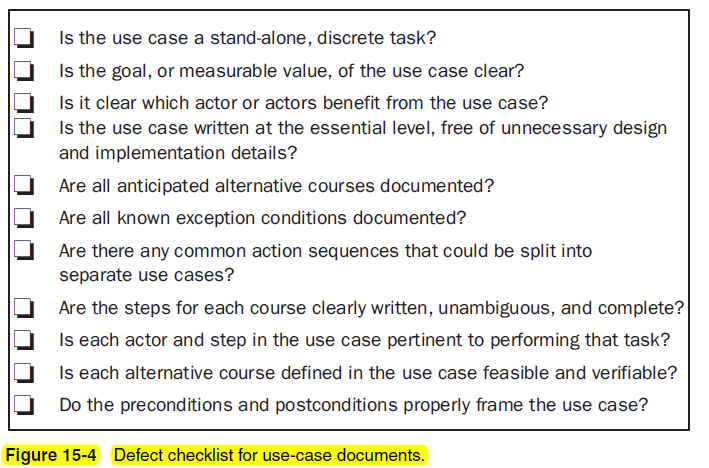 Is the use case a stand-alone, discrete task?
Is the goal, or measurable value, of the use case clear?
Is it clear which actor or actors benefit from the use case?
Is the use case written at the essential level, free of unnecessary design
and implementation details?
Are all anticipated alternative courses documented?
Are all known exception conditions documented?
Are there any common action sequences that could be split into
separate use cases?
Are the steps for each course clearly written, unambiguous, and complete?
Is each actor and step in the use case pertinent to performing that task?
Is each alternative course defined in the use case feasible and verifiable?
Do the preconditions and postconditions properly frame the use case?
Figure 15-4 Defect checklist for use-case documents.